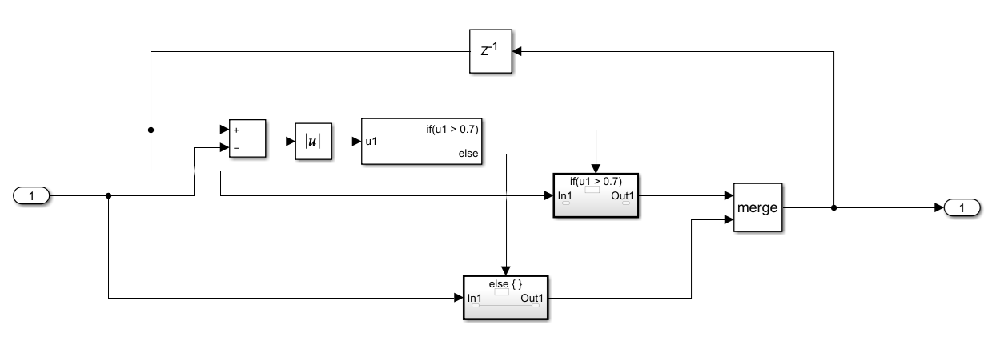 z-1
+
−
|u|
u1
if(u1 > 0.7)
else
if(u1 > 0.7)
In1
Out1
1
merge
1
else { }
In1
Out1